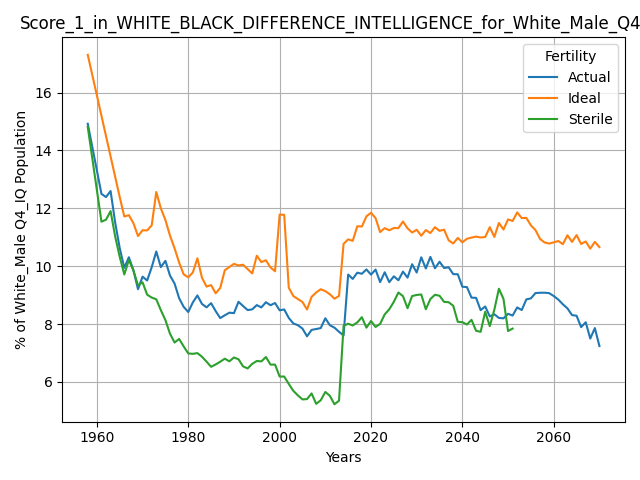 Score_1_in_WHITE_BLACK_DIFFERENCE_INTELLIGENCE_for_White_Male_Q4
Fertility
Actual
Ideal
Sterile
% of White_Male Q4_IQ Population
16
14
12
10
8
6
1960
1980
2000
2020
2040
2060
Years